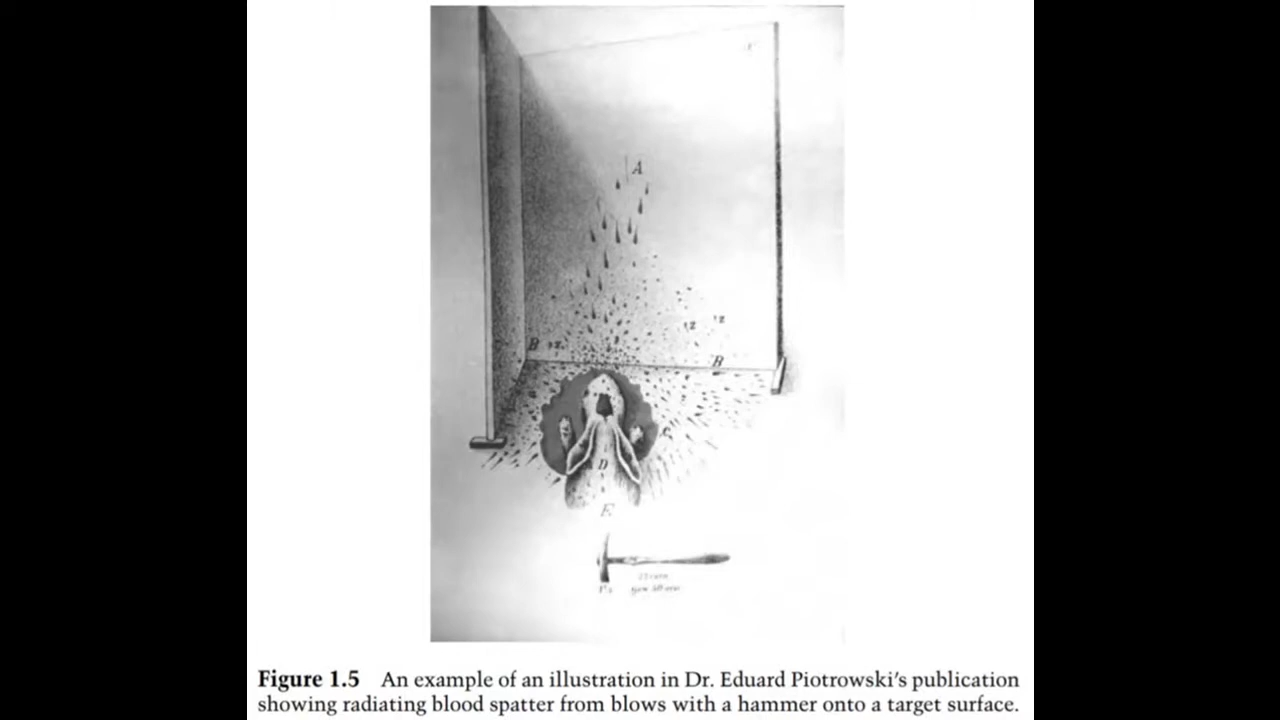 A
B
z
z
z
B
C
D
E
Figure 1.5 An example of an illustration in Dr. Eduard Piotrowski's publication
showing radiating blood spatter from blows with a hammer onto a target surface.